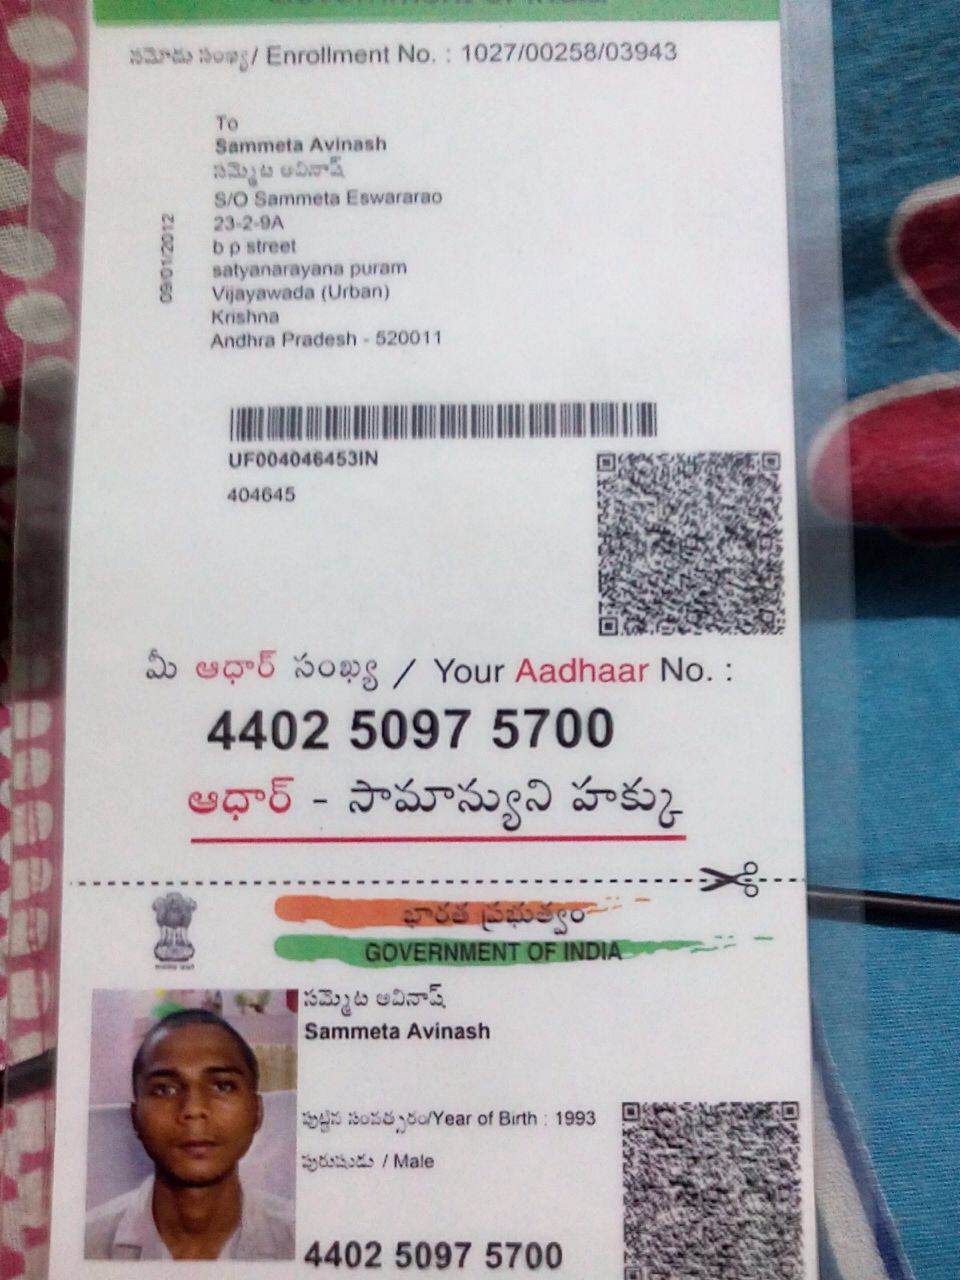 నమోదు సంఖ్య/ Enrollment No. : 1027/00258/03943
To
Sammeta Avinash
సమ్మెట అవినాష్
S/O Sammeta Eswararao
23-2-9A
b p street
satyanarayana puram
Vijayawada (Urban)
Krishna
Andhra Pradesh - 520011
09/01/2012
UF004046453IN
404645
మీ ఆధార్ సంఖ్య / Your Aadhaar No. :
4402 5097 5700
ఆధార్ - సామాన్యుని హక్కు
భారత ప్రభుత్వం
GOVERNMENT OF INDIA
సమ్మెట అవినాష్
Sammeta Avinash
పుట్టిన సంవత్సరం/Year of Birth : 1993
పురుషుడు / Male
4402 5097 5700